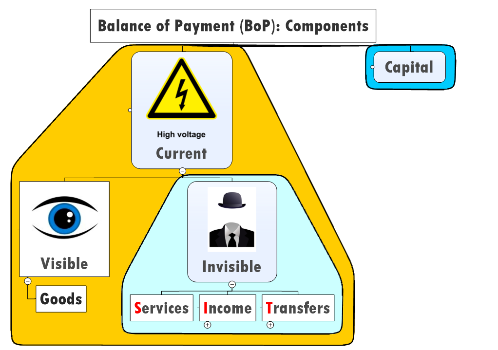 Balance of Payment (BoP): Components
Capital
High voltage
Current
Visible
Invisible
Goods
Services
Income
Transfers